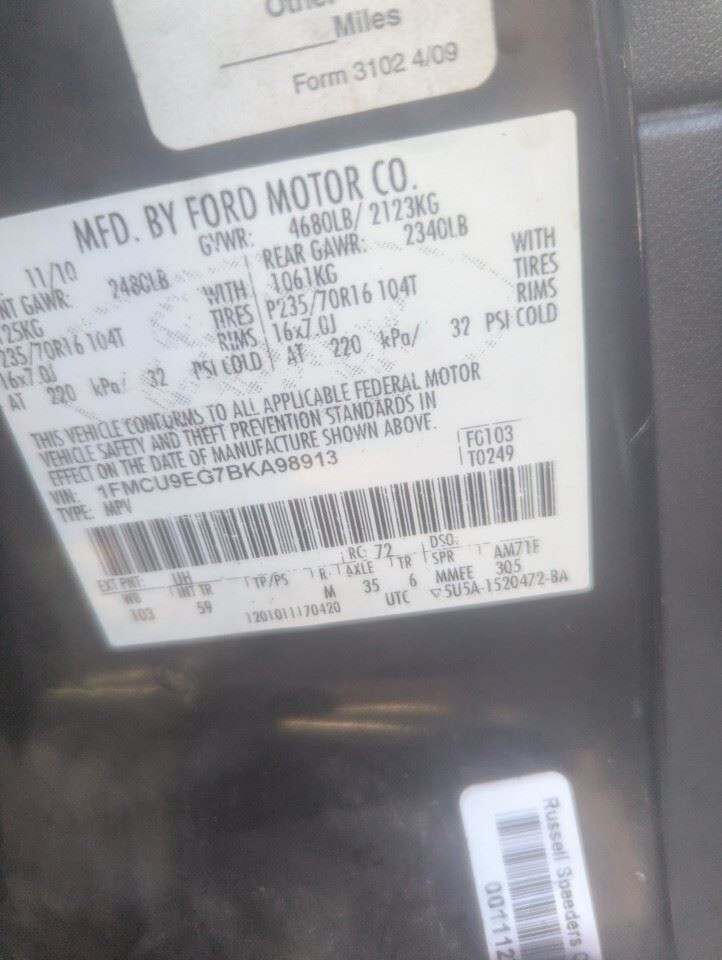 Miles
Form 3102 4/09
MFD. BY FORD MOTOR CO.
11/10 GVWR: 4680LB/ 2123KG
NT GAWR: 2480LB REAR GAWR: 2340LB
25KG WITH 1061KG WITH
235/70R16 104T TIRES P235/70R16 104T TIRES
16x7.0J RIMS 16x7.0J RIMS
AT 220 kPa/ 32 PSI COLD AT 220 kPa/ 32 PSI COLD
THIS VEHICLE CONFORMS TO ALL APPLICABLE FEDERAL MOTOR
VEHICLE SAFETY AND THEFT PREVENTION STANDARDS IN
EFFECT ON THE DATE OF MANUFACTURE SHOWN ABOVE.
VIN: 1FMCU9EG7BKA98913 FC103
TYPE: MPV T0249
EXT PNT: UH RC: 72 DSO:
WB INT TR TP/PS R AXLE TR SPR AM71F
103 59 M 35 6 MMEE 305
1201011170420 UTC ▽5U5A-1520472-BA
Russell Speeders
001112